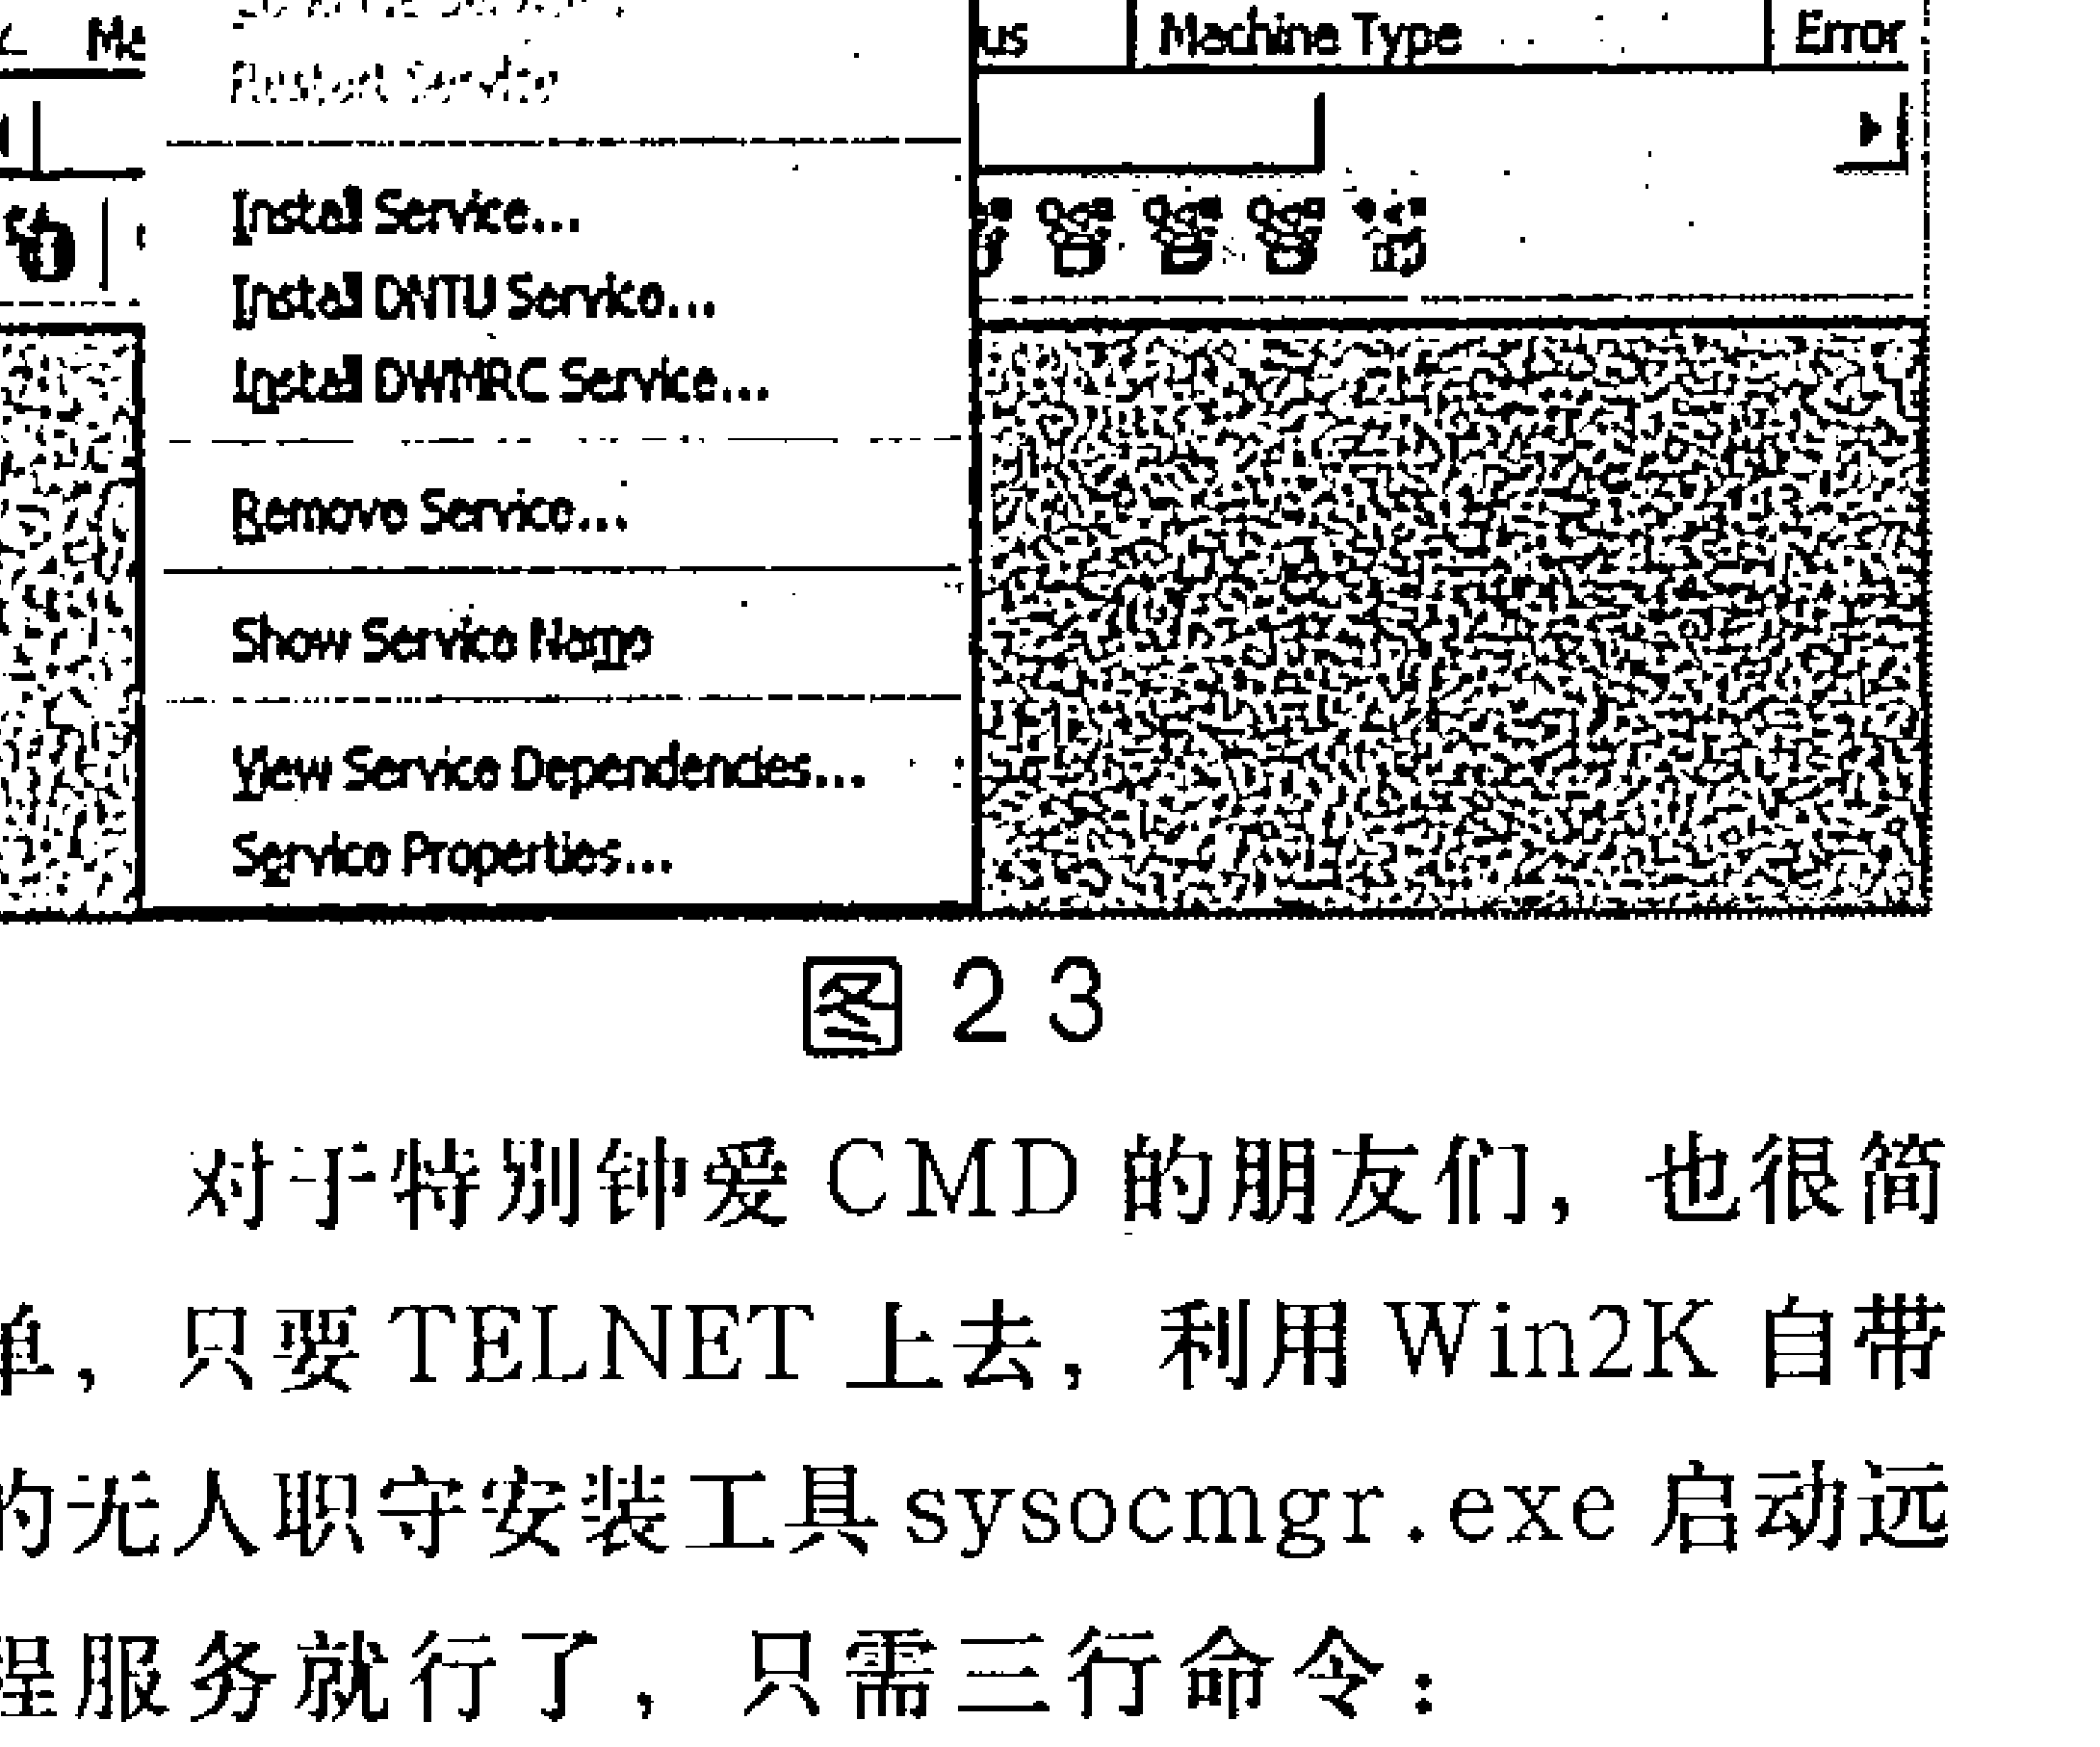 Machine Type
Error
Restart Service
Install Service...
Install DNTU Service...
Install DWMRC Service...
Remove Service...
Show Service Name
View Service Dependencies...
Service Properties...
图 23
对于特别钟爱 CMD 的朋友们，也很简
单，只要 TELNET 上去，利用 Win2K 自带
的无人职守安装工具 sysocmgr.exe 启动远
程服务就行了，只需三行命令：